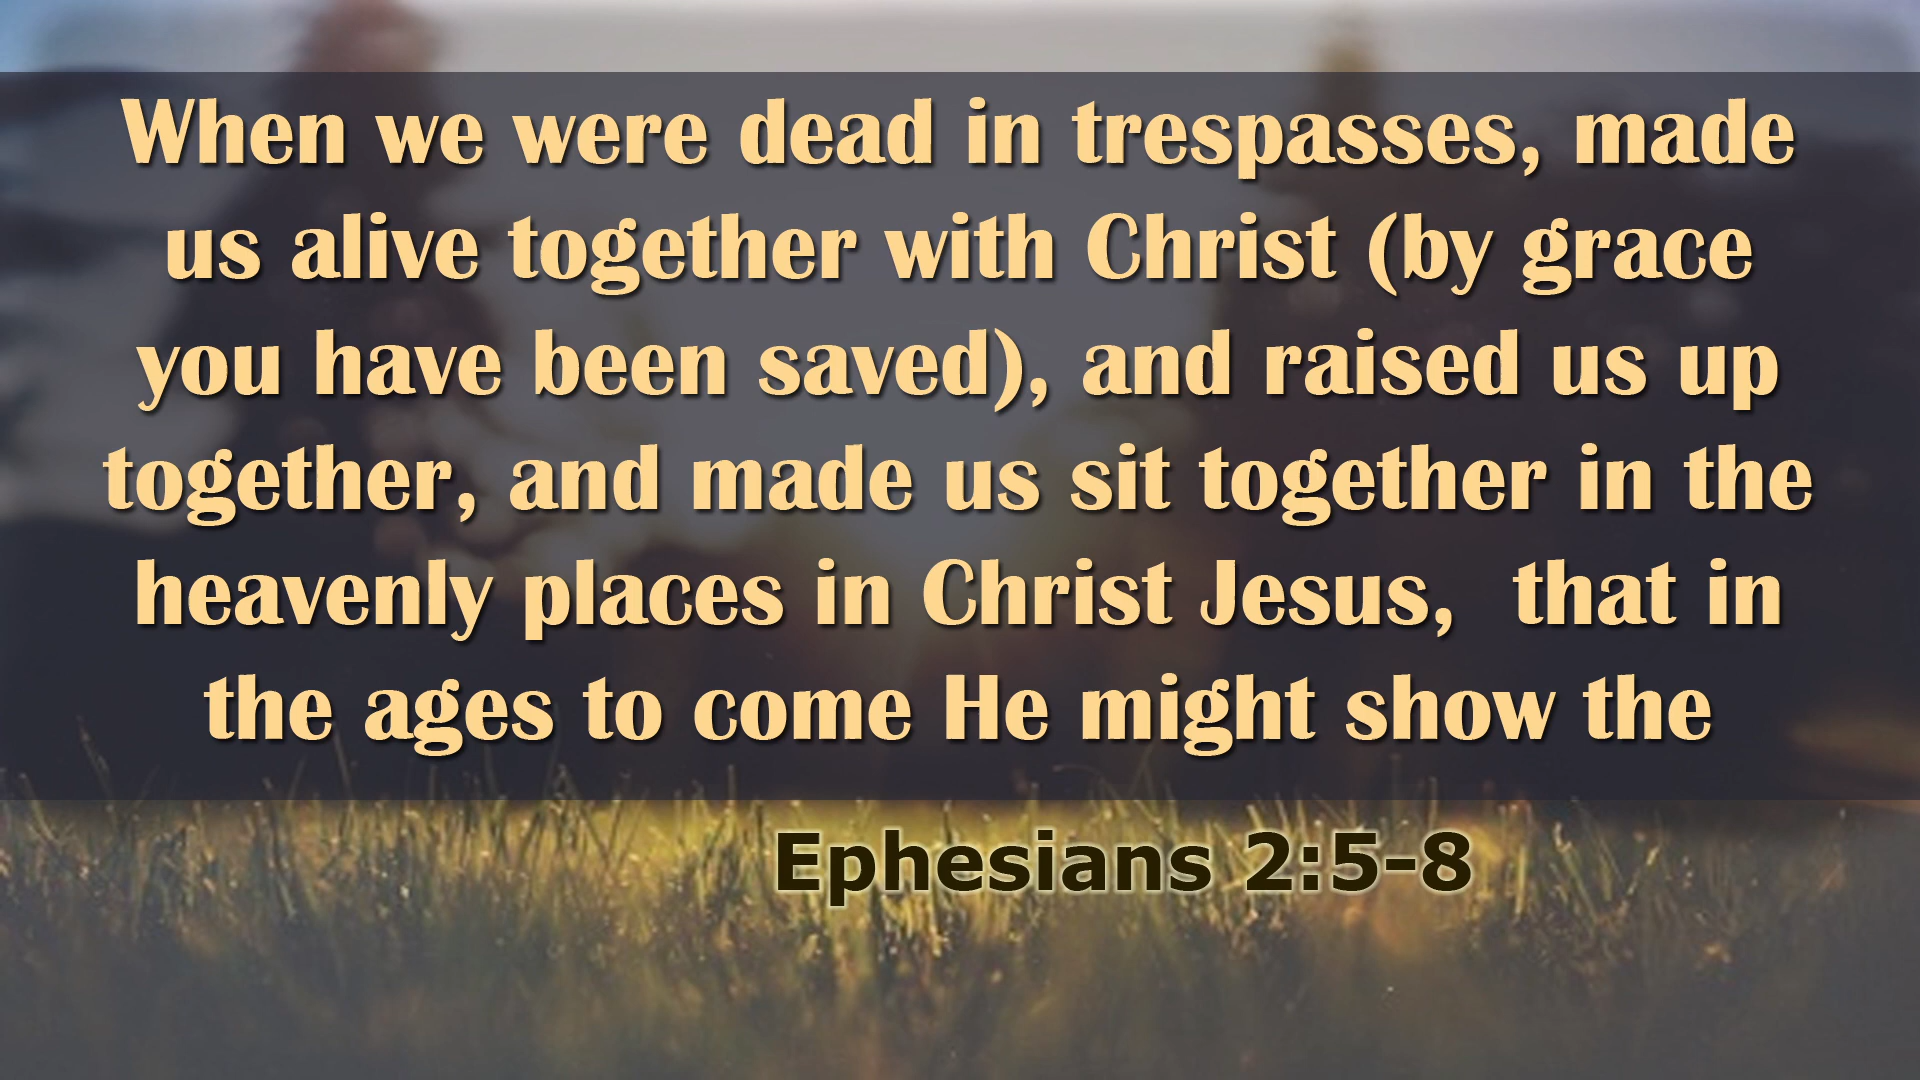 When we were dead in trespasses, made
us alive together with Christ (by grace
you have been saved), and raised us up
together, and made us sit together in the
heavenly places in Christ Jesus,  that in
the ages to come He might show the
Ephesians 2:5-8